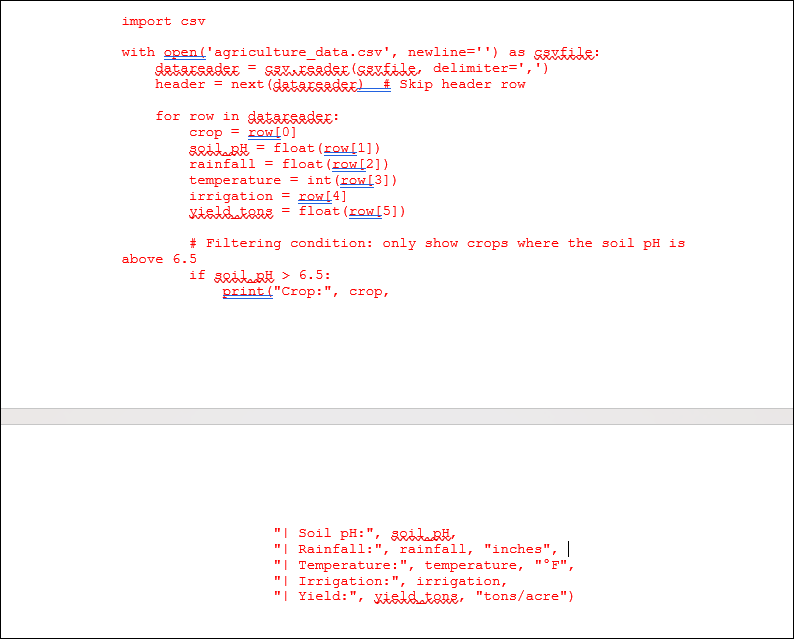 import csv
with open('agriculture_data.csv', newline='') as csvfile:
datareader = csv.reader(csvfile, delimiter=',')
header = next(datareader)  # Skip header row
for row in datareader:
crop = row[0]
soil_pH = float(row[1])
rainfall = float(row[2])
temperature = int(row[3])
irrigation = row[4]
yield_tons = float(row[5])
# Filtering condition: only show crops where the soil pH is
above 6.5
if soil_pH > 6.5:
print("Crop:", crop,
"| Soil pH:", soil_pH,
"| Rainfall:", rainfall, "inches",
"| Temperature:", temperature, "°F",
"| Irrigation:", irrigation,
"| Yield:", yield_tons, "tons/acre")